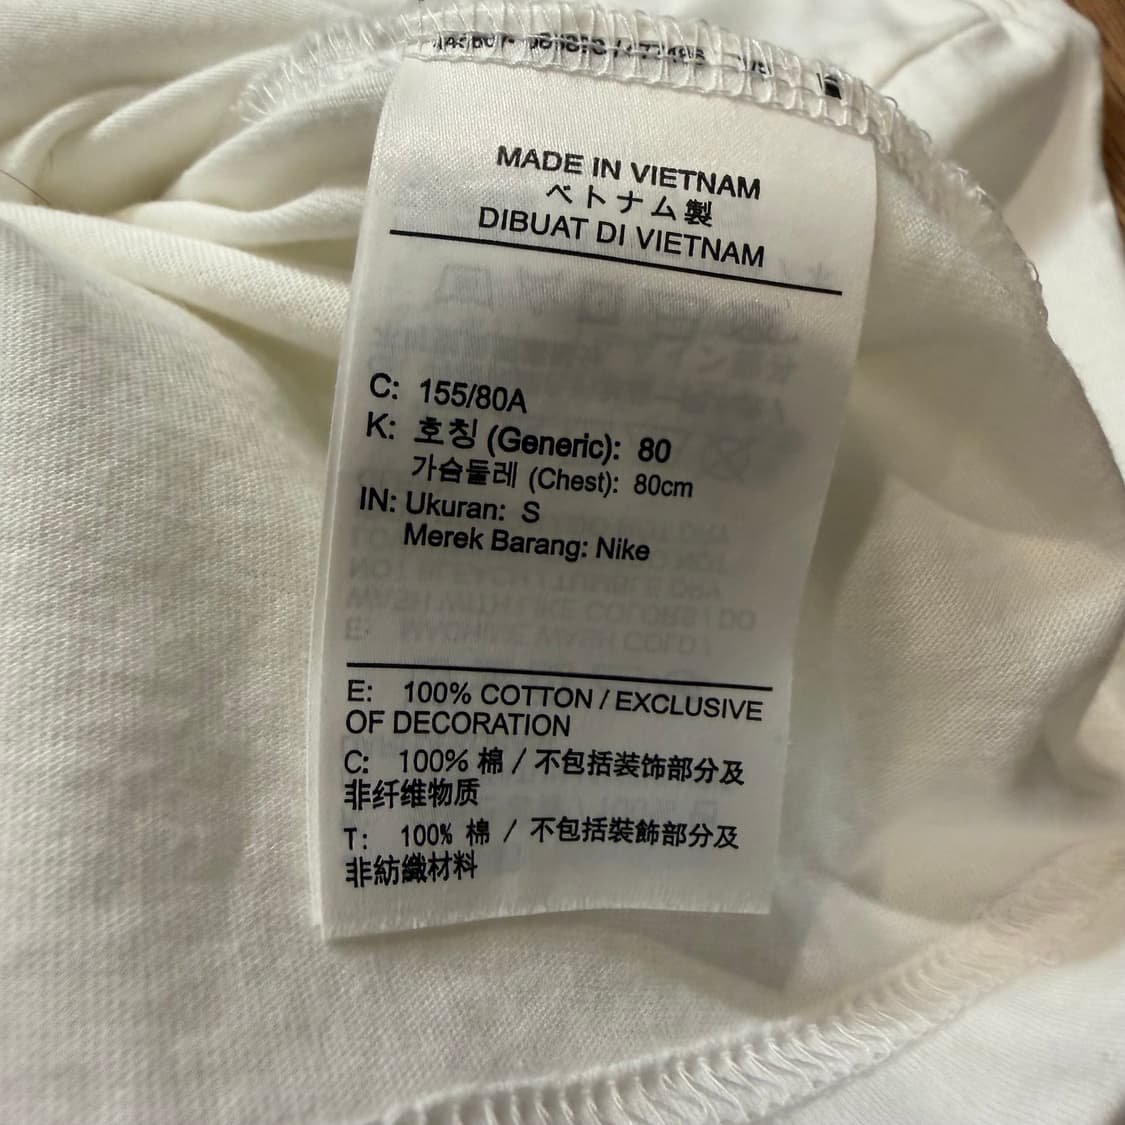 MADE IN VIETNAM
ベトナム製
DIBUAT DI VIETNAM
C: 155/80A
K: 호칭 (Generic): 80
가슴둘레 (Chest): 80cm
IN: Ukuran: S
Merek Barang: Nike
E: 100% COTTON / EXCLUSIVE
OF DECORATION
C: 100% 棉 / 不包括装饰部分及
非纤维物质
T: 100% 棉 / 不包括裝飾部分及
非紡織材料